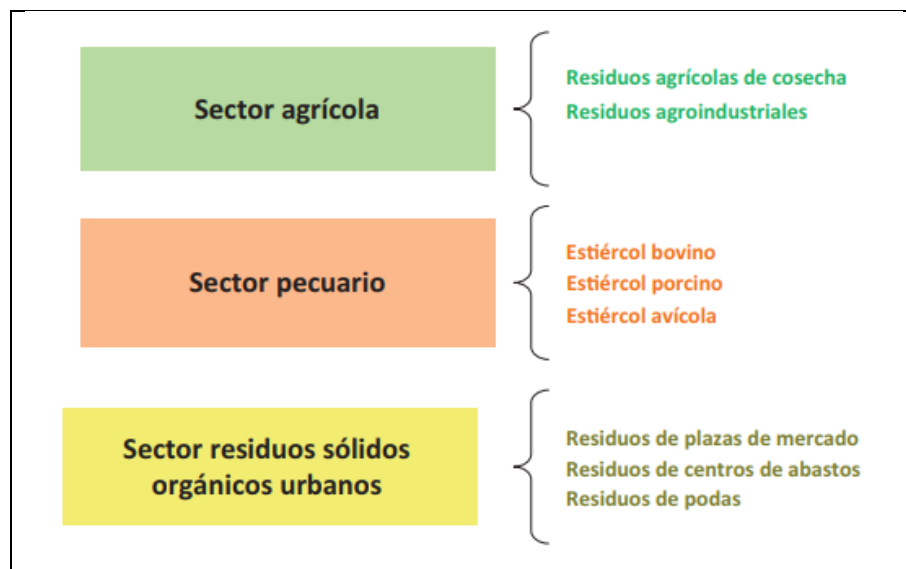 Sector agrícola
Residuos agrícolas de cosecha
Residuos agroindustriales
Sector pecuario
Estiércol bovino
Estiércol porcino
Estiércol avícola
Sector residuos sólidos
orgánicos urbanos
Residuos de plazas de mercado
Residuos de centros de abastos
Residuos de podas